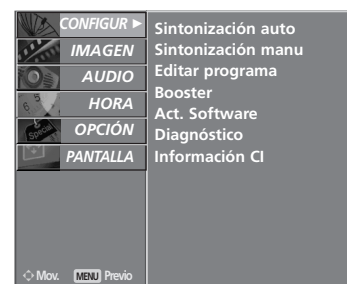 CONFIGUR ►
IMAGEN
AUDIO
HORA
OPCIÓN
PANTALLA
Sintonización auto
Sintonización manu
Editar programa
Booster
Act. Software
Diagnóstico
Información CI
Special
Mov. MENU Previo